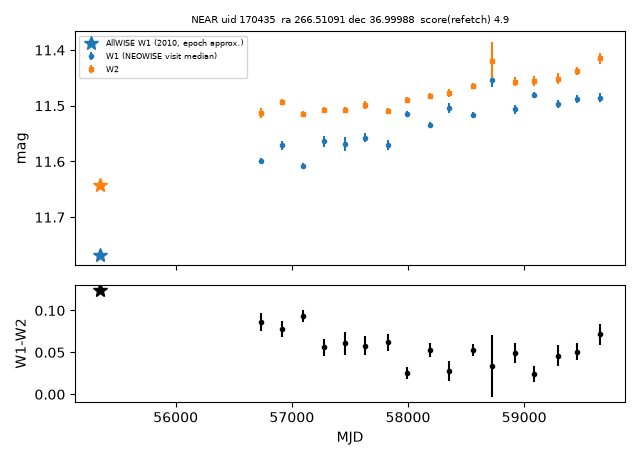 NEAR uid 170435 ra 266.51091 dec 36.99988 score(refetch) 4.9
AllWISE W1 (2010, epoch approx.)
W1 (NEOWISE visit median)
W2
11.4
11.5
11.6
11.7
mag
0.10
0.05
0.00
W1-W2
56000
57000
58000
59000
MJD